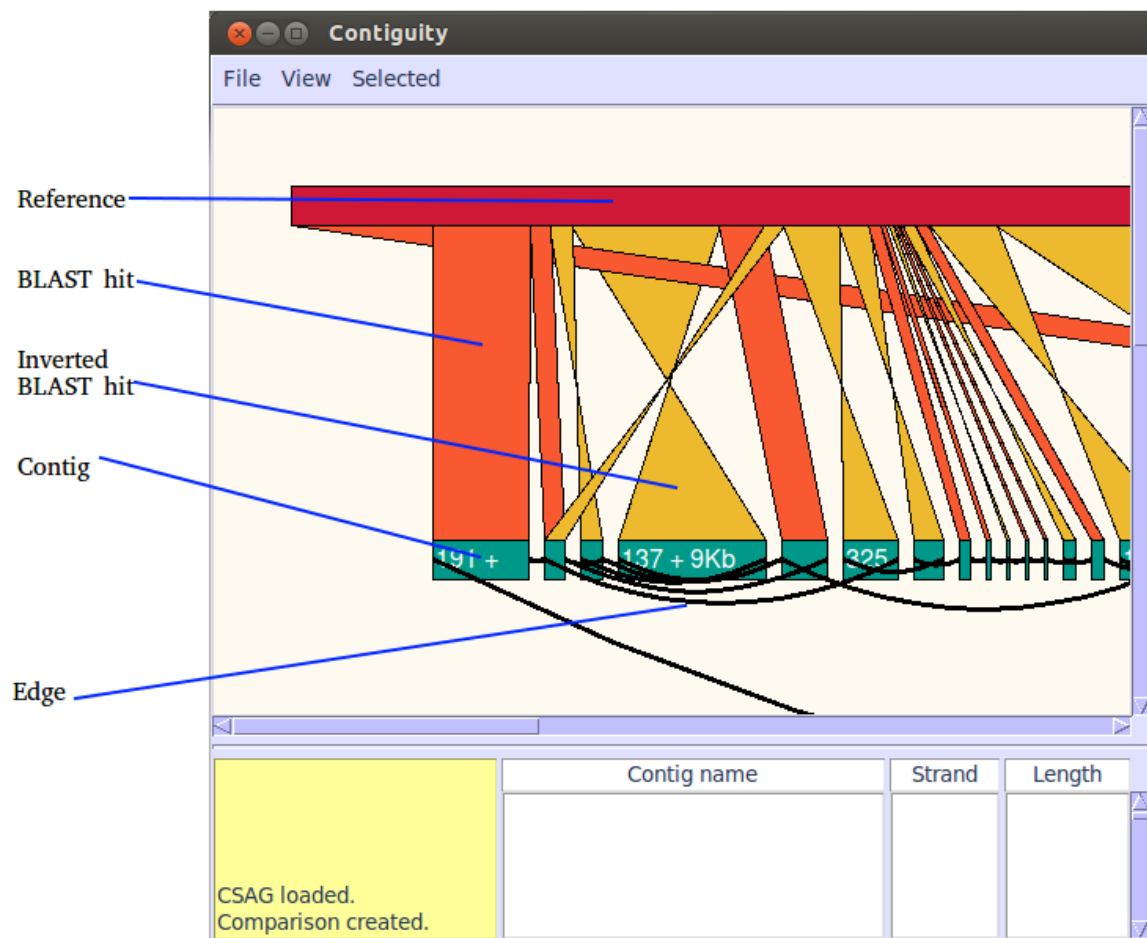 Contiguity
File View Selected
Reference
BLAST hit
Inverted
BLAST hit
Contig
191 +
137 + 9Kb
325
Edge
Contig name
Strand
Length
CSAG loaded.
Comparison created.